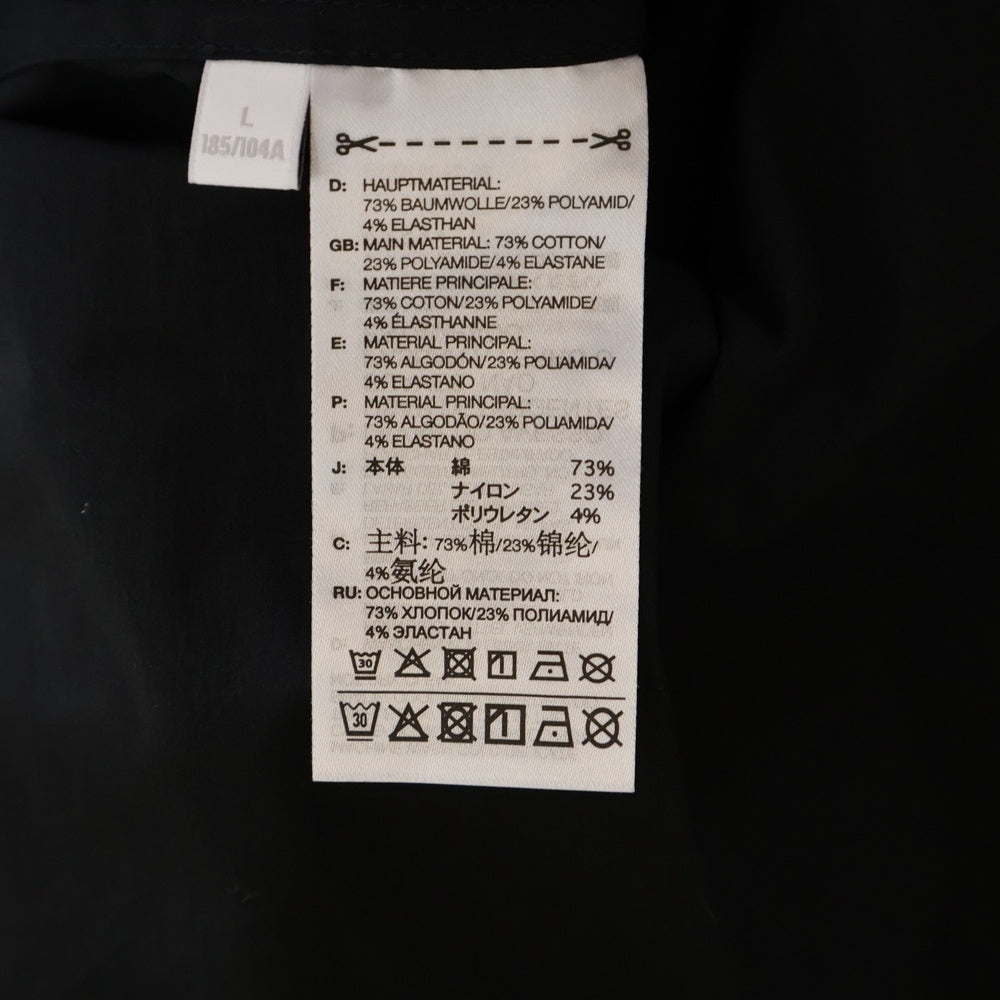 L
185/104A
D: HAUPTMATERIAL:
73% BAUMWOLLE/23% POLYAMID/
4% ELASTHAN
GB: MAIN MATERIAL: 73% COTTON/
23% POLYAMIDE/4% ELASTANE
F: MATIERE PRINCIPALE:
73% COTON/23% POLYAMIDE/
4% ÉLASTHANNE
E: MATERIAL PRINCIPAL:
73% ALGODÓN/23% POLIAMIDA/
4% ELASTANO
P: MATERIAL PRINCIPAL:
73% ALGODÃO/23% POLIAMIDA/
4% ELASTANO
J: 本体 綿 73%
ナイロン 23%
ポリウレタン 4%
C: 主料: 73%棉/23%锦纶/
4%氨纶
RU: ОСНОВНОЙ МАТЕРИАЛ:
73% ХЛОПОК/23% ПОЛИАМИД/
4% ЭЛАСТАН
30
30